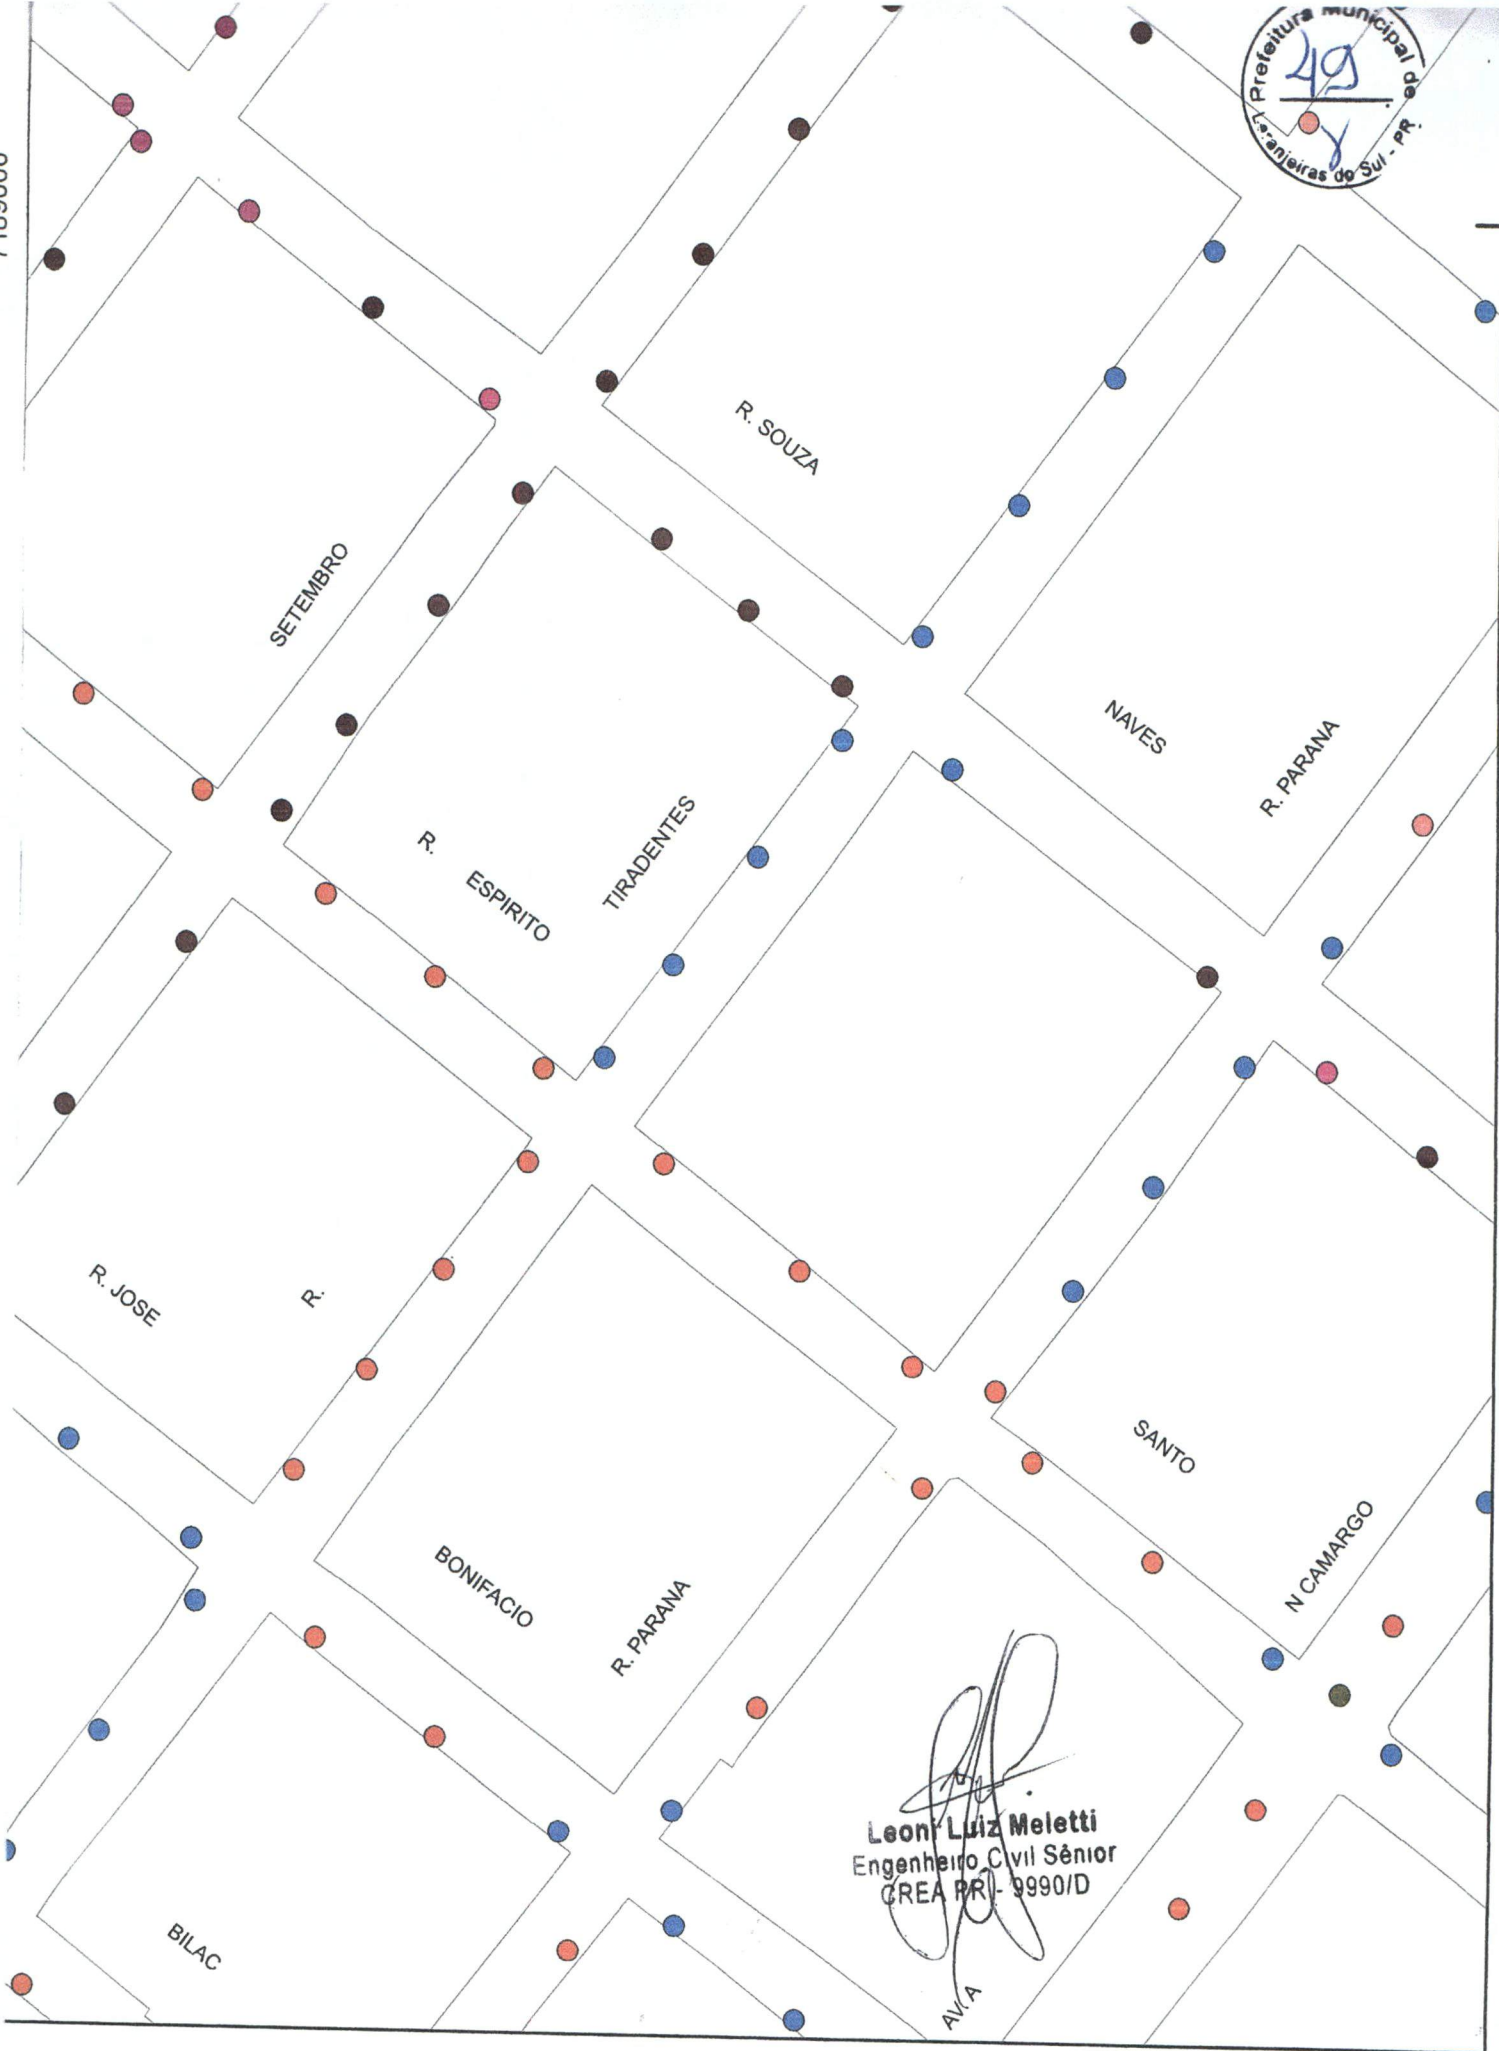 Prefeitura Municipal de
49
Laranjeiras do Sul - PR.
R. SOUZA
SETEMBRO
NAVES
R. PARANA
R.
ESPIRITO
TIRADENTES
R. JOSE
R.
SANTO
N CAMARGO
BONIFACIO
R. PARANA
Leoni Luiz Meletti
Engenheiro Civil Sênior
CREA PR - 9990/D
BILAC
AV. A